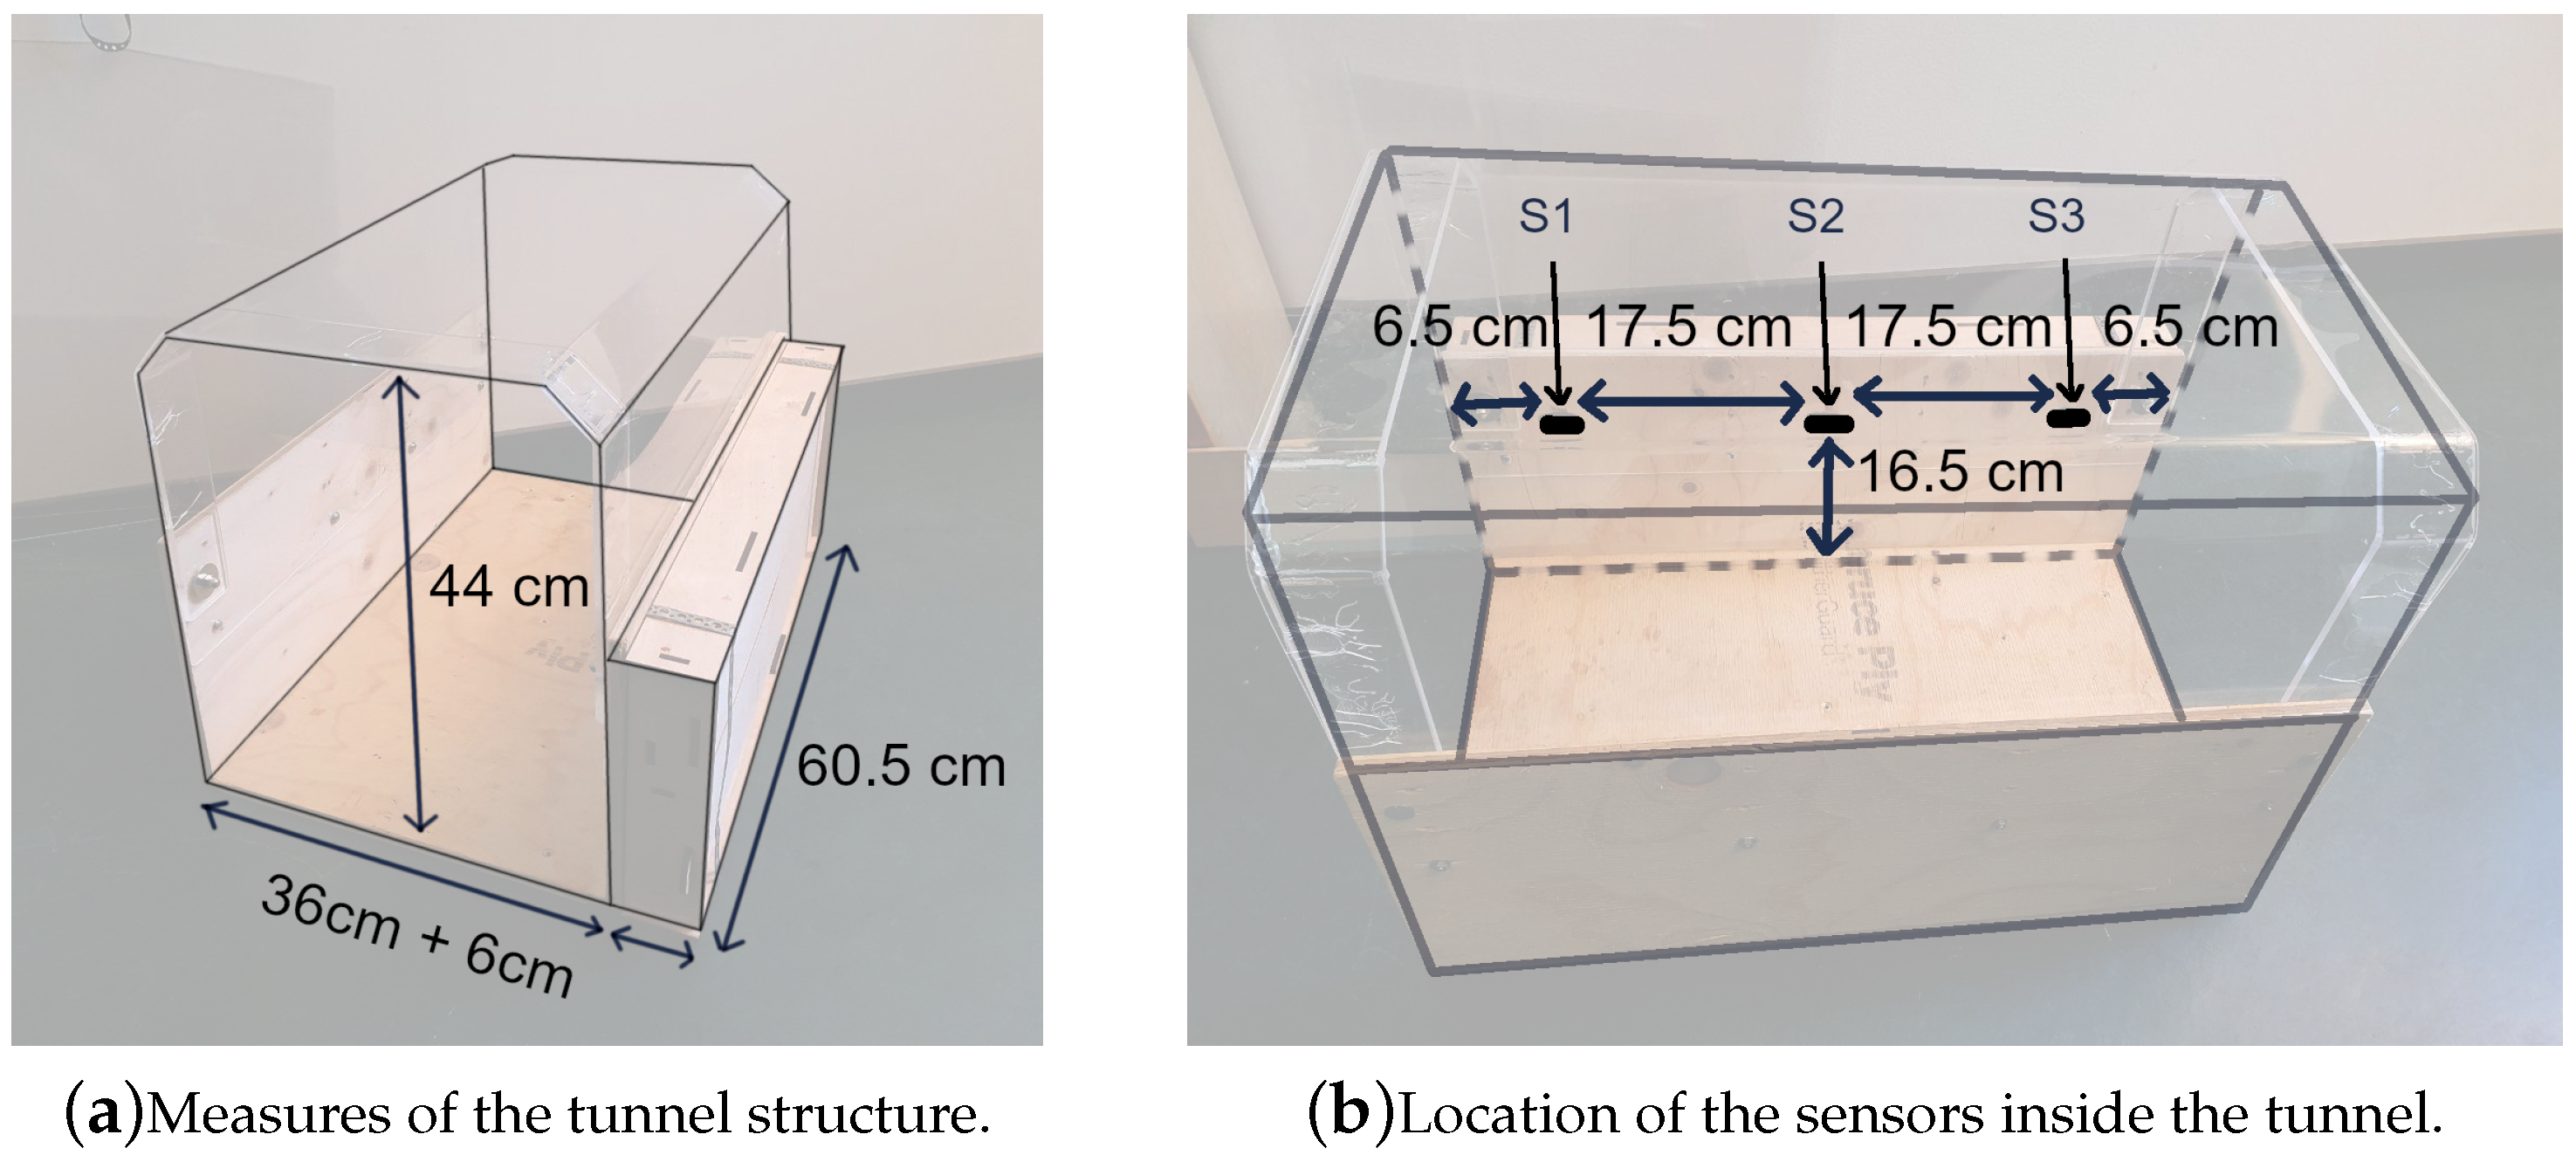 44 cm
60.5 cm
36cm + 6cm
S1 S2 S3
6.5 cm 17.5 cm 17.5 cm 6.5 cm
16.5 cm
(a)Measures of the tunnel structure.
(b)Location of the sensors inside the tunnel.